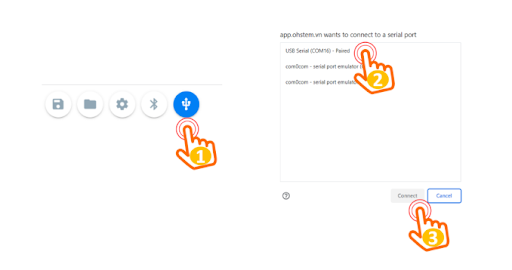 app.ohstem.vn wants to connect to a serial port
USB Serial (COM16) - Paired
com0com - serial port emulator
com0com - serial port
1
2
Connect
Cancel
3